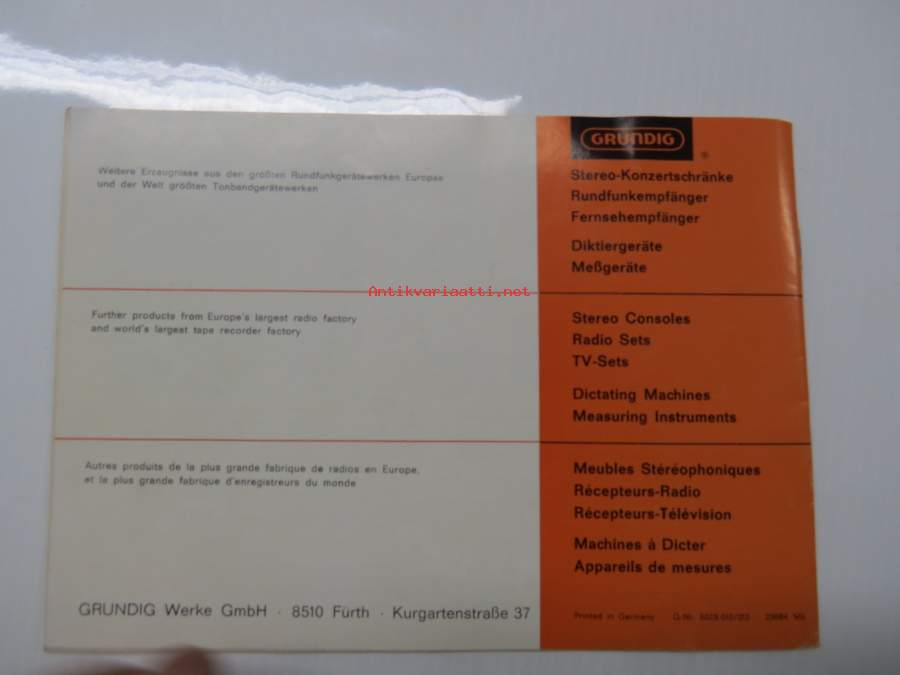 Weitere Erzeugnisse aus den größten Rundfunkgerätewerken Europas
und der Welt größten Tonbandgerätewerken
GRUNDIG
®
Stereo-Konzertschränke
Rundfunkempfänger
Fernsehempfänger
Diktiergeräte
Meßgeräte
Antikvariaatti.net
Further products from Europe's largest radio factory
and world's largest tape recorder factory
Stereo Consoles
Radio Sets
TV-Sets
Dictating Machines
Measuring Instruments
Autres produits de la plus grande fabrique de radios en Europe,
et la plus grande fabrique d'enregistreurs du monde
Meubles Stéréophoniques
Récepteurs-Radio
Récepteurs-Télévision
Machines à Dicter
Appareils de mesures
GRUNDIG Werke GmbH · 8510 Fürth · Kurgartenstraße 37
Printed in Germany